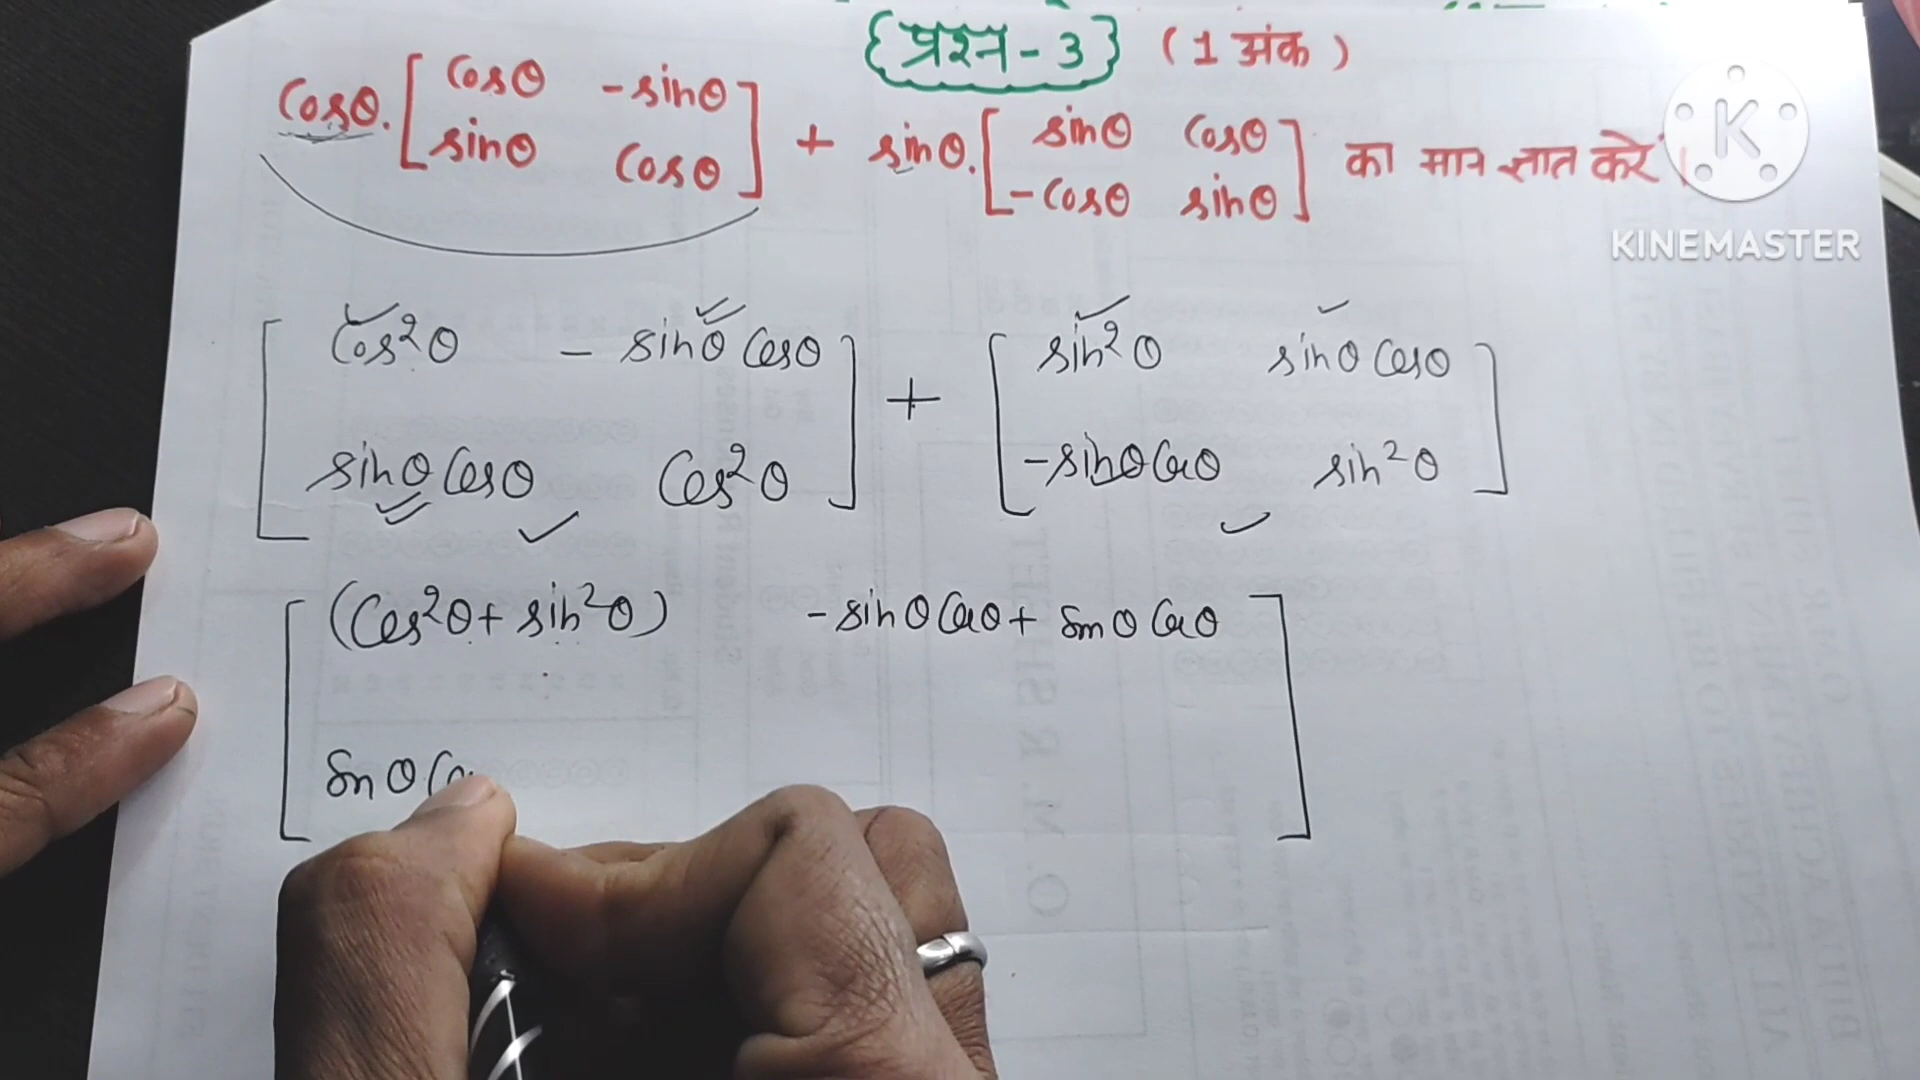 {प्रश्न - 3} (1 अंक)
Cosθ. [ Cosθ -sinθ ] + sinθ. [ sinθ Cosθ ] का मान ज्ञात करें ।
[ sinθ Cosθ ] [ -Cosθ sinθ ]
K
KINEMASTER
[ Cos²θ - sinθ Cosθ ] + [ sin²θ sinθ Cosθ ]
[ sinθ Cosθ Cos²θ ] [ -sinθ Cosθ sin²θ ]
[ (Cos²θ + sin²θ) -sinθ Cosθ + Sinθ Cosθ ]
Sinθ
O. M. R SHEET